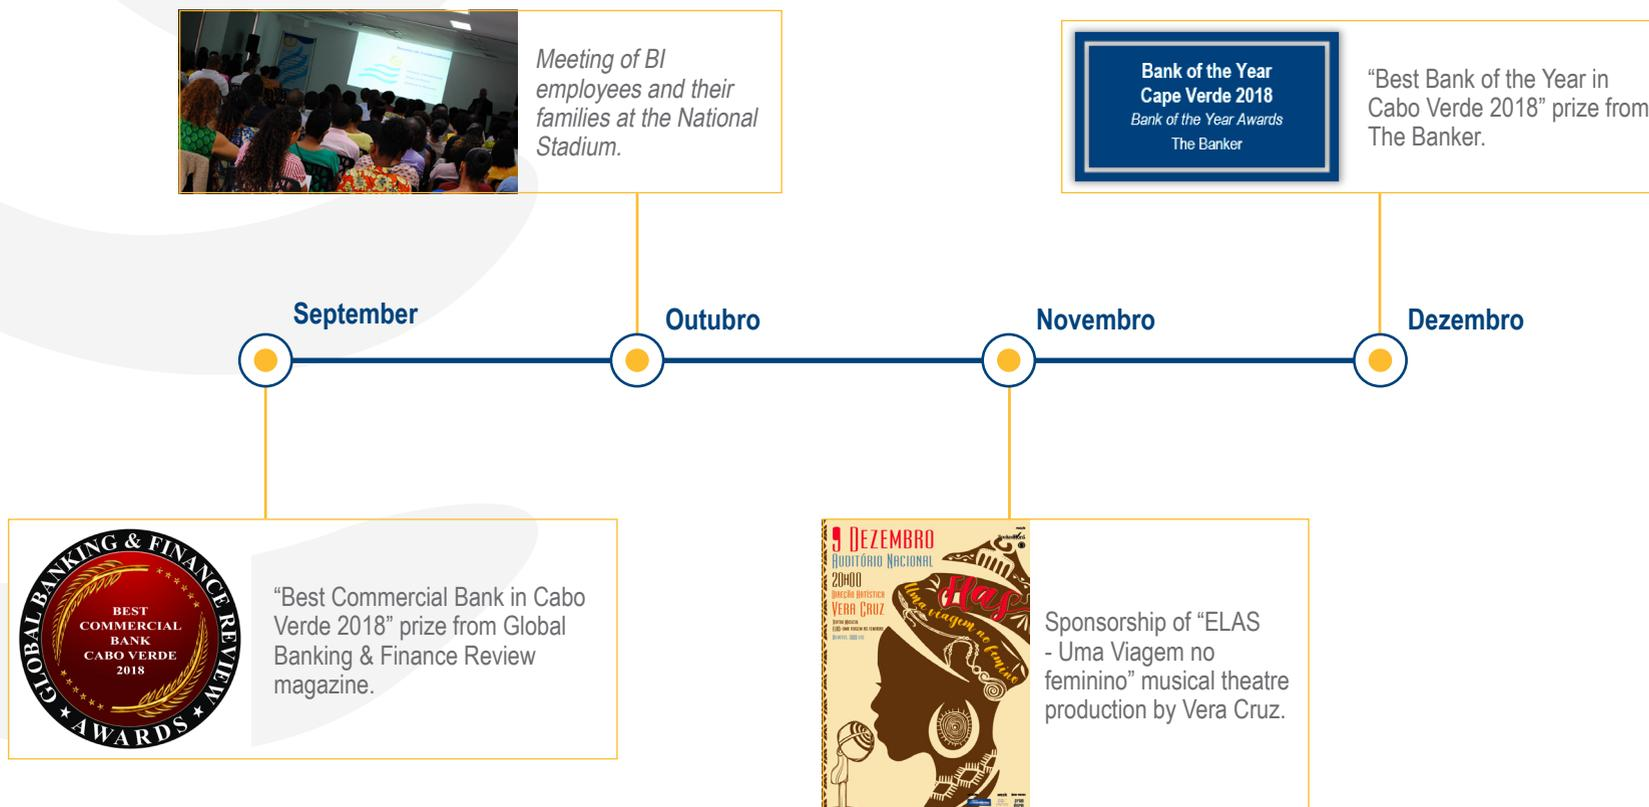 Meeting of BI
employees and their
families at the National
Stadium.
Bank of the Year
Cape Verde 2018
Bank of the Year Awards
The Banker
“Best Bank of the Year in
Cabo Verde 2018” prize from
The Banker.
September
Outubro
Novembro
Dezembro
GLOBAL BANKING & FINANCE REVIEW
BEST
COMMERCIAL
BANK
CABO VERDE
2018
★ AWARDS ★
“Best Commercial Bank in Cabo
Verde 2018” prize from Global
Banking & Finance Review
magazine.
9 DEZEMBRO
AUDITÓRIO NACIONAL
20H00
DIREÇÃO ARTÍSTICA
VERA CRUZ
Elas
Uma viagem no femino
Sponsorship of “ELAS
- Uma Viagem no
feminino” musical theatre
production by Vera Cruz.